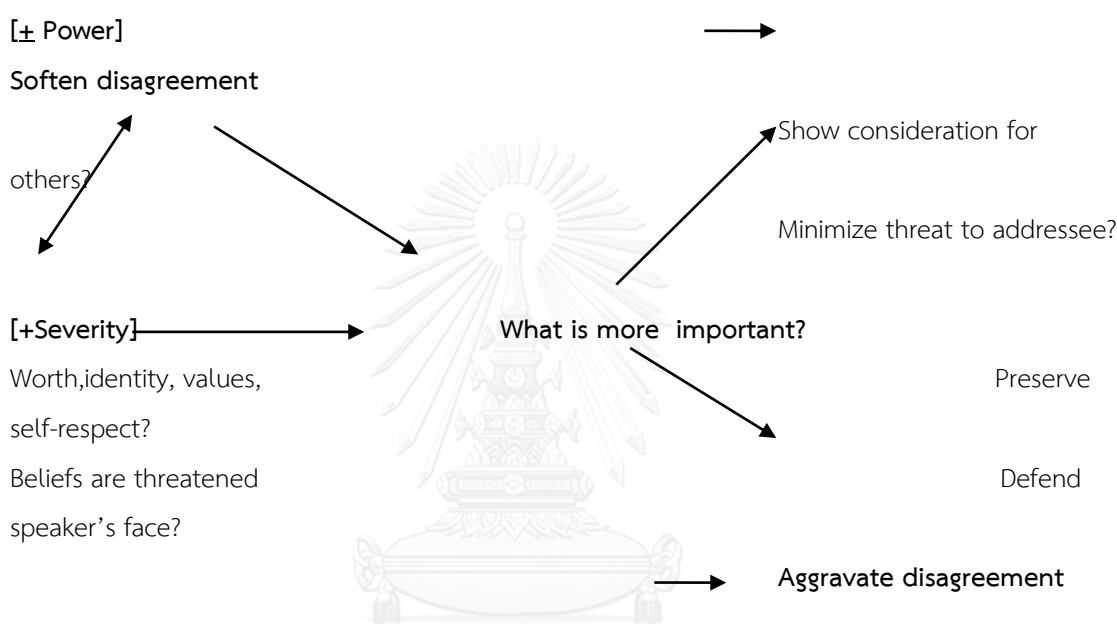 [± Power]
Soften disagreement
Show consideration for
others?
Minimize threat to addressee?
[+Severity] What is more important?
Worth,identity, values, Preserve
self-respect?
Beliefs are threatened Defend
speaker's face?
Aggravate disagreement